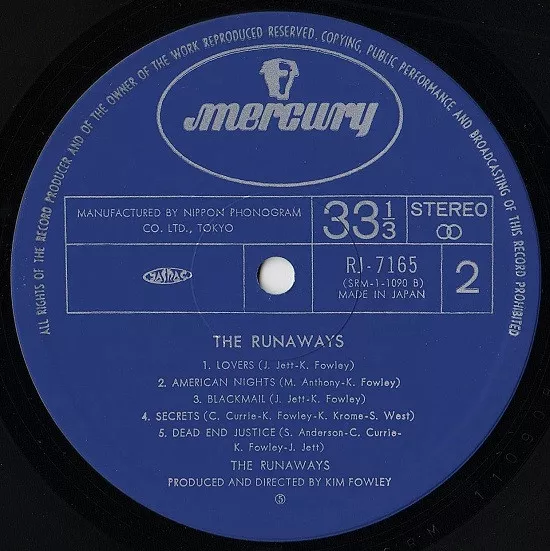 ALL RIGHTS OF THE RECORD PRODUCER AND OF THE OWNER OF THE WORK REPRODUCED RESERVED. COPYING, PUBLIC PERFORMANCE AND BROADCASTING OF THIS RECORD PROHIBITED
mercury
MANUFACTURED BY NIPPON PHONOGRAM
CO. LTD., TOKYO
33 1/3
STEREO
RJ-7165
(SRM-1-1090 B)
MADE IN JAPAN
2
THE RUNAWAYS
1. LOVERS (J. Jett-K. Fowley)
2. AMERICAN NIGHTS (M. Anthony-K. Fowley)
3. BLACKMAIL (J. Jett-K. Fowley)
4. SECRETS (C. Currie-K. Fowley-K. Krome-S. West)
5. DEAD END JUSTICE (S. Anderson-C. Currie-
K. Fowley-J. Jett)
THE RUNAWAYS
PRODUCED AND DIRECTED BY KIM FOWLEY